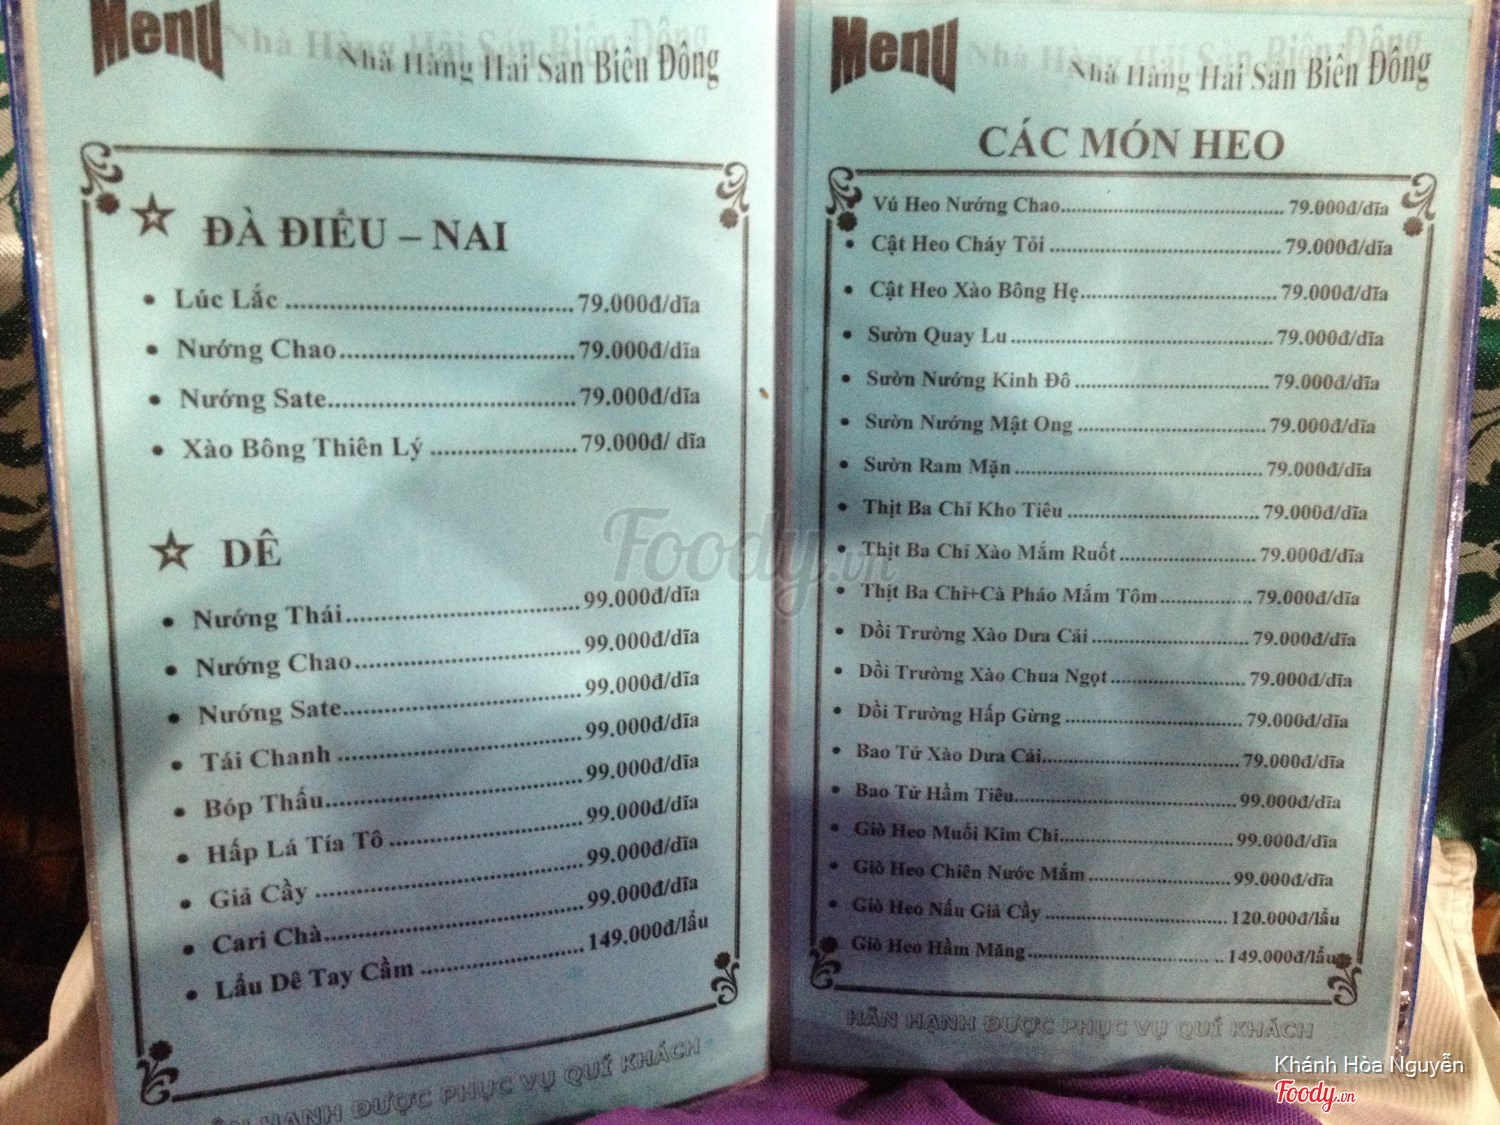 Menu
Nhà Hàng Hải Sản Biển Đông
ĐÀ ĐIỂU – NAI
Lúc Lắc ........ 79.000đ/dĩa
Nướng Chao ........ 79.000đ/dĩa
Nướng Sate ........ 79.000đ/dĩa
Xào Bông Thiên Lý ........ 79.000đ/ dĩa
DÊ
Nướng Thái ........ 99.000đ/dĩa
Nướng Chao ........ 99.000đ/dĩa
Nướng Sate ........ 99.000đ/dĩa
Tái Chanh ........ 99.000đ/dĩa
Bóp Thấu ........ 99.000đ/dĩa
Hấp Lá Tía Tô ........ 99.000đ/dĩa
Giả Cầy ........ 99.000đ/dĩa
Cari Chà ........ 99.000đ/dĩa
Lẩu Dê Tay Cầm ........ 149.000đ/lẩu
HÂN HẠNH ĐƯỢC PHỤC VỤ QUÍ KHÁCH
Menu
Nhà Hàng Hải Sản Biển Đông
CÁC MÓN HEO
Vú Heo Nướng Chao ........ 79.000đ/dĩa
Cật Heo Cháy Tỏi ........ 79.000đ/dĩa
Cật Heo Xào Bông Hẹ ........ 79.000đ/dĩa
Sườn Quay Lu ........ 79.000đ/dĩa
Sườn Nướng Kinh Đô ........ 79.000đ/dĩa
Sườn Nướng Mật Ong ........ 79.000đ/dĩa
Sườn Ram Mặn ........ 79.000đ/dĩa
Thịt Ba Chỉ Kho Tiêu ........ 79.000đ/dĩa
Thịt Ba Chỉ Xào Mắm Ruốt ........ 79.000đ/dĩa
Thịt Ba Chỉ+Cà Pháo Mắm Tôm ........ 79.000đ/dĩa
Dồi Trường Xào Dưa Cải ........ 79.000đ/dĩa
Dồi Trường Xào Chua Ngọt ........ 79.000đ/dĩa
Dồi Trường Hấp Gừng ........ 79.000đ/dĩa
Bao Tử Xào Dưa Cải ........ 79.000đ/dĩa
Bao Tử Hầm Tiêu ........ 99.000đ/dĩa
Giò Heo Muối Kim Chi ........ 99.000đ/dĩa
Giò Heo Chiên Nước Mắm ........ 99.000đ/dĩa
Giò Heo Nấu Giả Cầy ........ 120.000đ/lẩu
Giò Heo Hầm Măng ........ 149.000đ/lẩu
HÂN HẠNH ĐƯỢC PHỤC VỤ QUÍ KHÁCH
Foody.vn
Khánh Hòa Nguyễn
Foody.vn